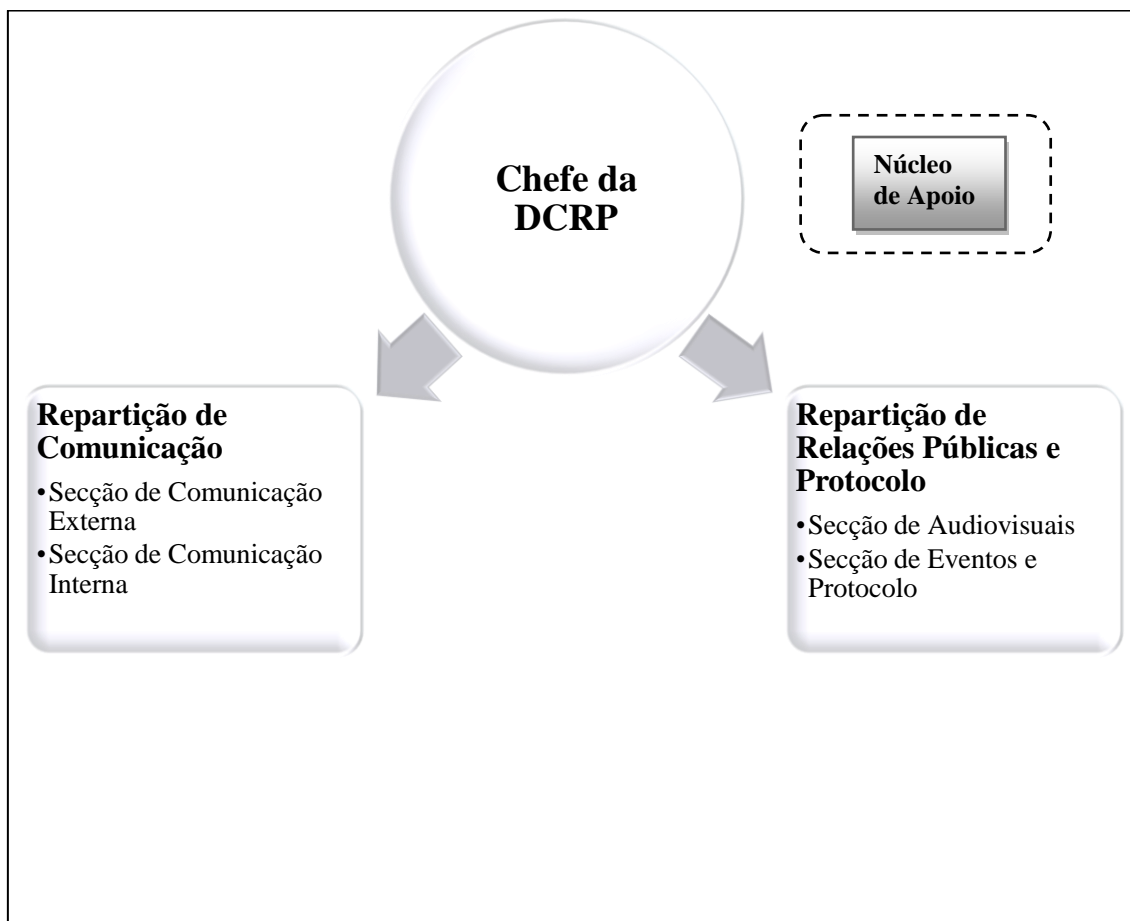 Chefe da
DCRP
Núcleo
de Apoio
Repartição de
Comunicação
•Secção de Comunicação
Externa
•Secção de Comunicação
Interna
Repartição de
Relações Públicas e
Protocolo
•Secção de Audiovisuais
•Secção de Eventos e
Protocolo